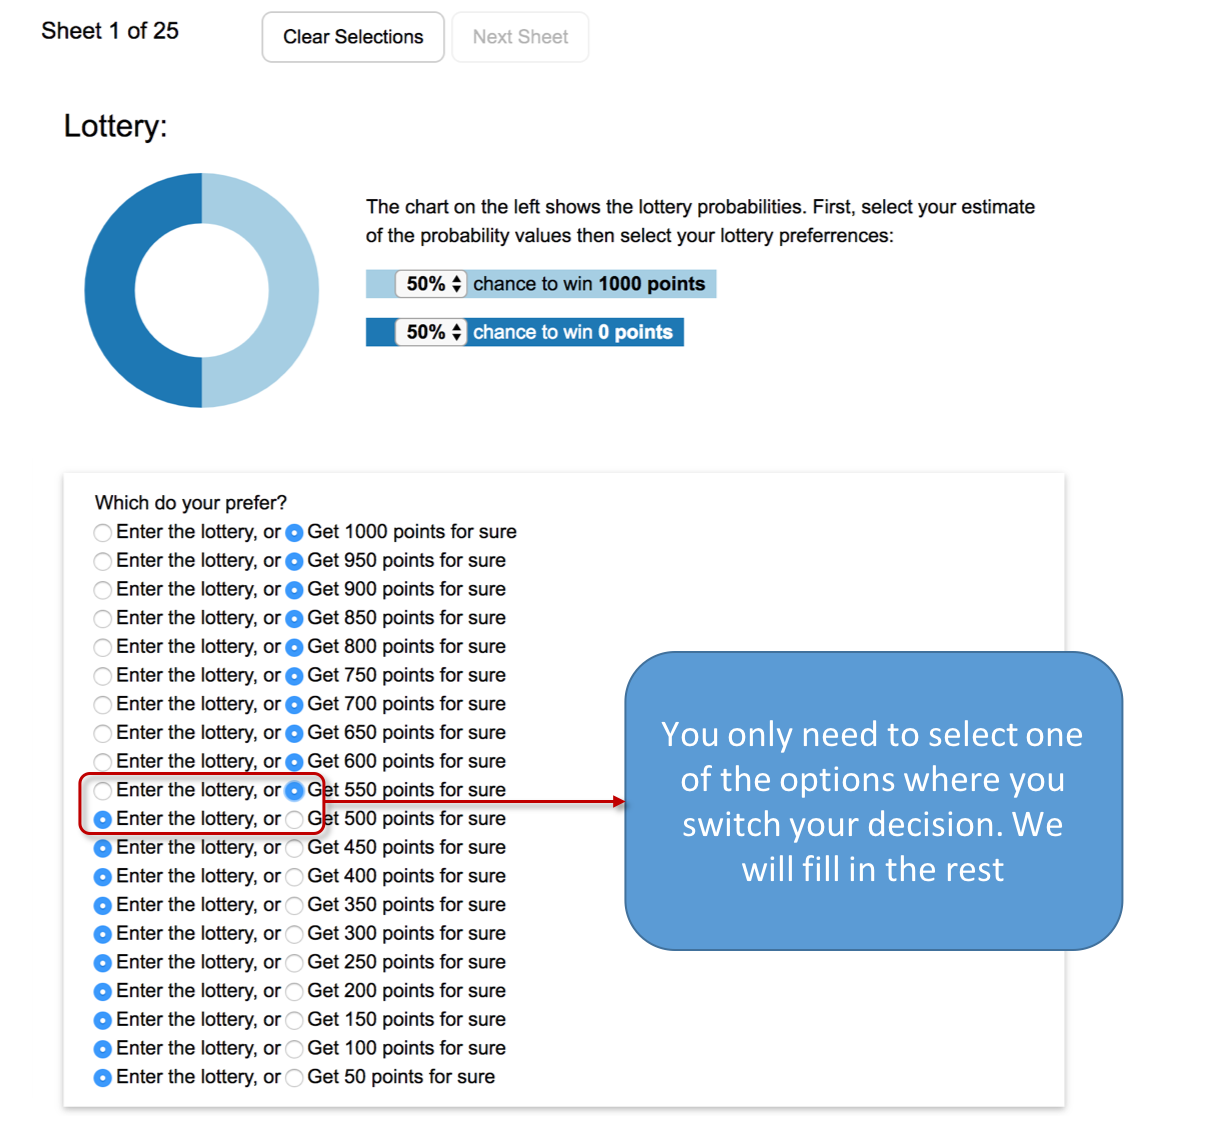 Sheet 1 of 25
Clear Selections
Next Sheet
Lottery:
The chart on the left shows the lottery probabilities. First, select your estimate
of the probability values then select your lottery preferrences:
50% chance to win 1000 points
50% chance to win 0 points
Which do your prefer?
Enter the lottery, or Get 1000 points for sure
Enter the lottery, or Get 950 points for sure
Enter the lottery, or Get 900 points for sure
Enter the lottery, or Get 850 points for sure
Enter the lottery, or Get 800 points for sure
Enter the lottery, or Get 750 points for sure
Enter the lottery, or Get 700 points for sure
Enter the lottery, or Get 650 points for sure
Enter the lottery, or Get 600 points for sure
Enter the lottery, or Get 550 points for sure
Enter the lottery, or Get 500 points for sure
Enter the lottery, or Get 450 points for sure
Enter the lottery, or Get 400 points for sure
Enter the lottery, or Get 350 points for sure
Enter the lottery, or Get 300 points for sure
Enter the lottery, or Get 250 points for sure
Enter the lottery, or Get 200 points for sure
Enter the lottery, or Get 150 points for sure
Enter the lottery, or Get 100 points for sure
Enter the lottery, or Get 50 points for sure
You only need to select one
of the options where you
switch your decision. We
will fill in the rest